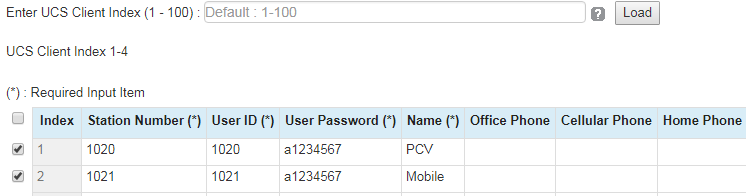 Enter UCS Client Index (1 - 100) : Default : 1-100 ? Load
UCS Client Index 1-4
(*) : Required Input Item
Index Station Number (*) User ID (*) User Password (*) Name (*) Office Phone Cellular Phone Home Phone
1 1020 1020 a1234567 PCV
2 1021 1021 a1234567 Mobile